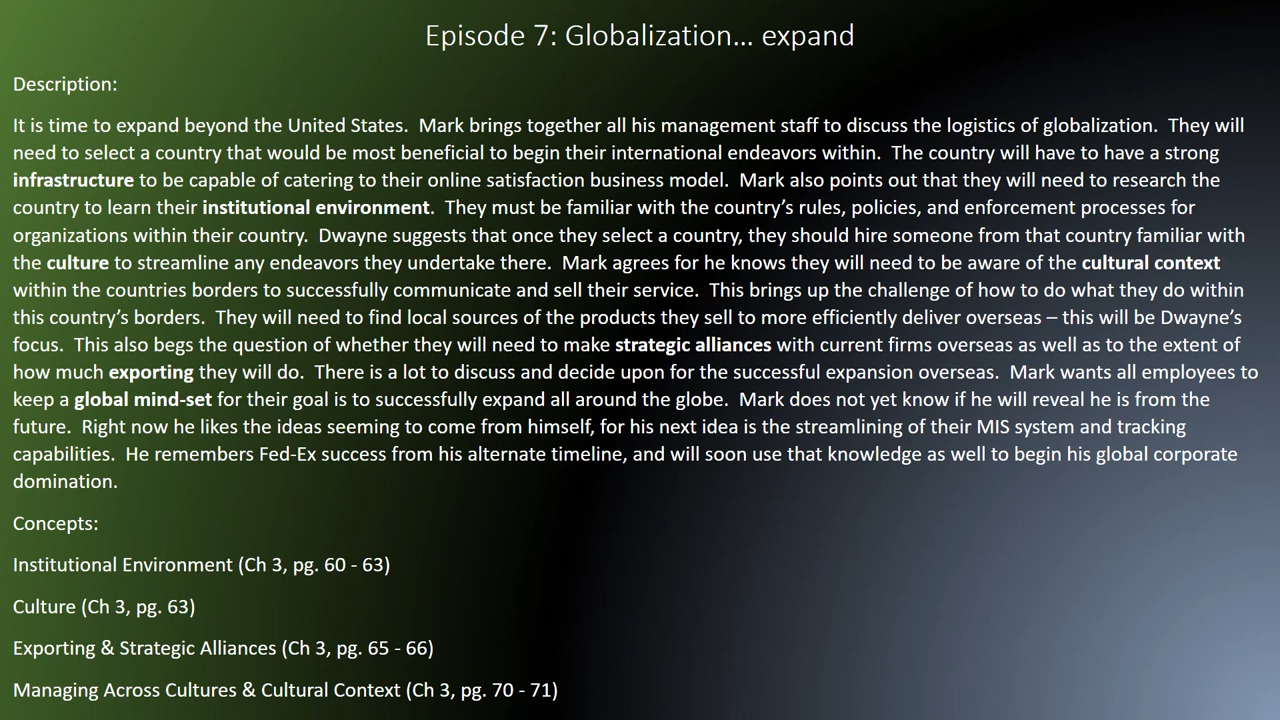 Episode 7: Globalization… expand
Description:
It is time to expand beyond the United States.  Mark brings together all his management staff to discuss the logistics of globalization.  They will
need to select a country that would be most beneficial to begin their international endeavors within.  The country will have to have a strong
infrastructure to be capable of catering to their online satisfaction business model.  Mark also points out that they will need to research the
country to learn their institutional environment.  They must be familiar with the country’s rules, policies, and enforcement processes for
organizations within their country.  Dwayne suggests that once they select a country, they should hire someone from that country familiar with
the culture to streamline any endeavors they undertake there.  Mark agrees for he knows they will need to be aware of the cultural context
within the countries borders to successfully communicate and sell their service.  This brings up the challenge of how to do what they do within
this country’s borders.  They will need to find local sources of the products they sell to more efficiently deliver overseas – this will be Dwayne’s
focus.  This also begs the question of whether they will need to make strategic alliances with current firms overseas as well as to the extent of
how much exporting they will do.  There is a lot to discuss and decide upon for the successful expansion overseas.  Mark wants all employees to
keep a global mind-set for their goal is to successfully expand all around the globe.  Mark does not yet know if he will reveal he is from the
future.  Right now he likes the ideas seeming to come from himself, for his next idea is the streamlining of their MIS system and tracking
capabilities.  He remembers Fed-Ex success from his alternate timeline, and will soon use that knowledge as well to begin his global corporate
domination.
Concepts:
Institutional Environment (Ch 3, pg. 60 - 63)
Culture (Ch 3, pg. 63)
Exporting & Strategic Alliances (Ch 3, pg. 65 - 66)
Managing Across Cultures & Cultural Context (Ch 3, pg. 70 - 71)